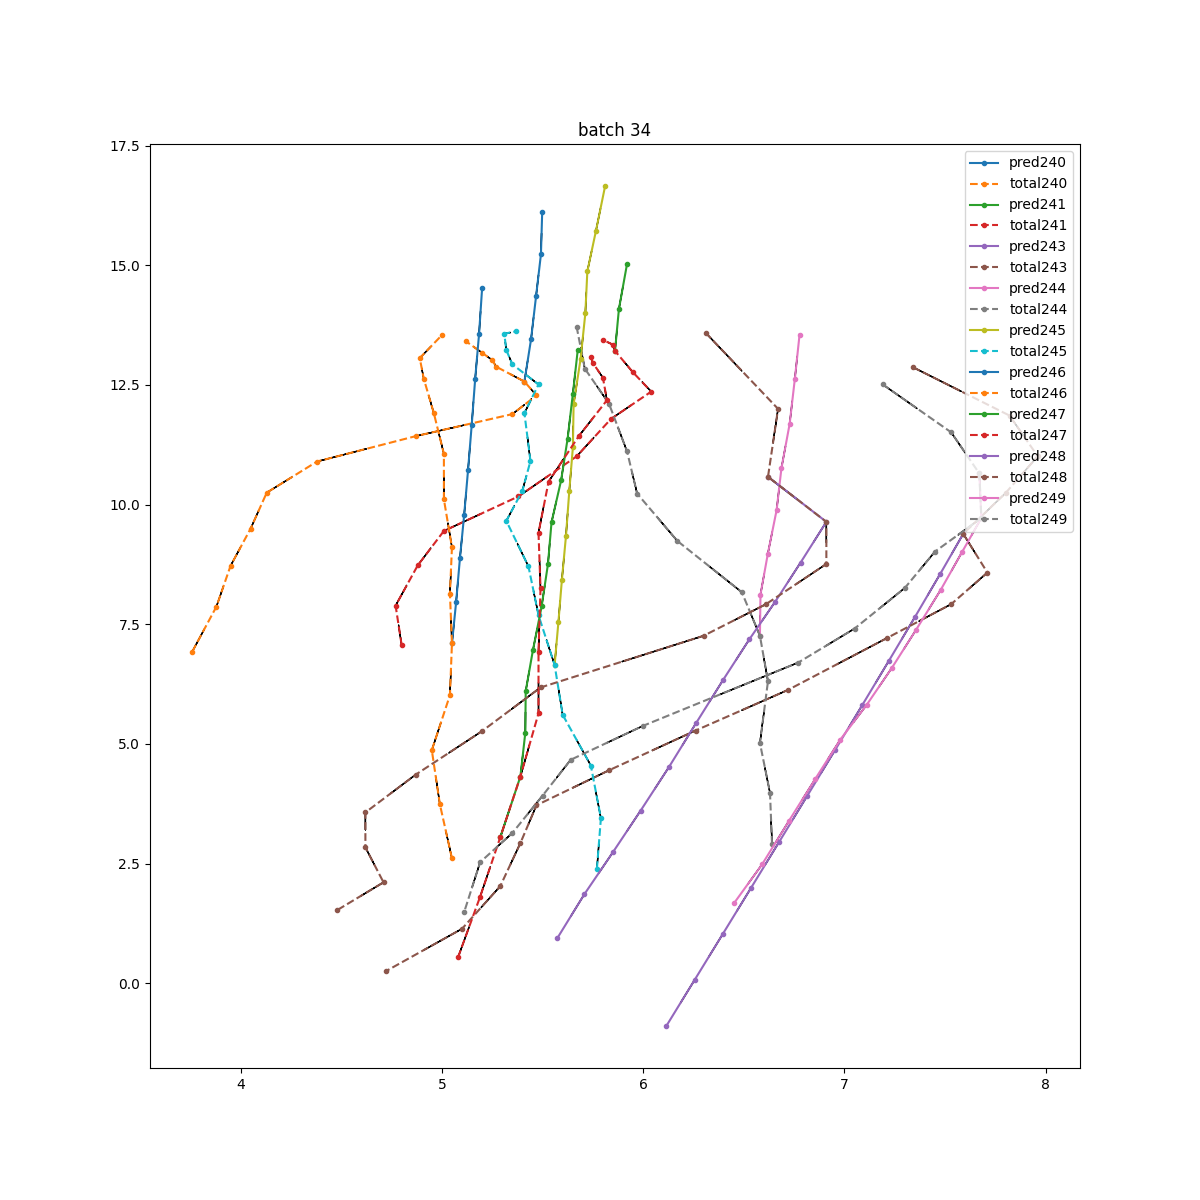 batch 34
17.5
15.0
12.5
10.0
7.5
5.0
2.5
0.0
4
5
6
7
8
pred240
total240
pred241
total241
pred243
total243
pred244
total244
pred245
total245
pred246
total246
pred247
total247
pred248
total248
pred249
total249